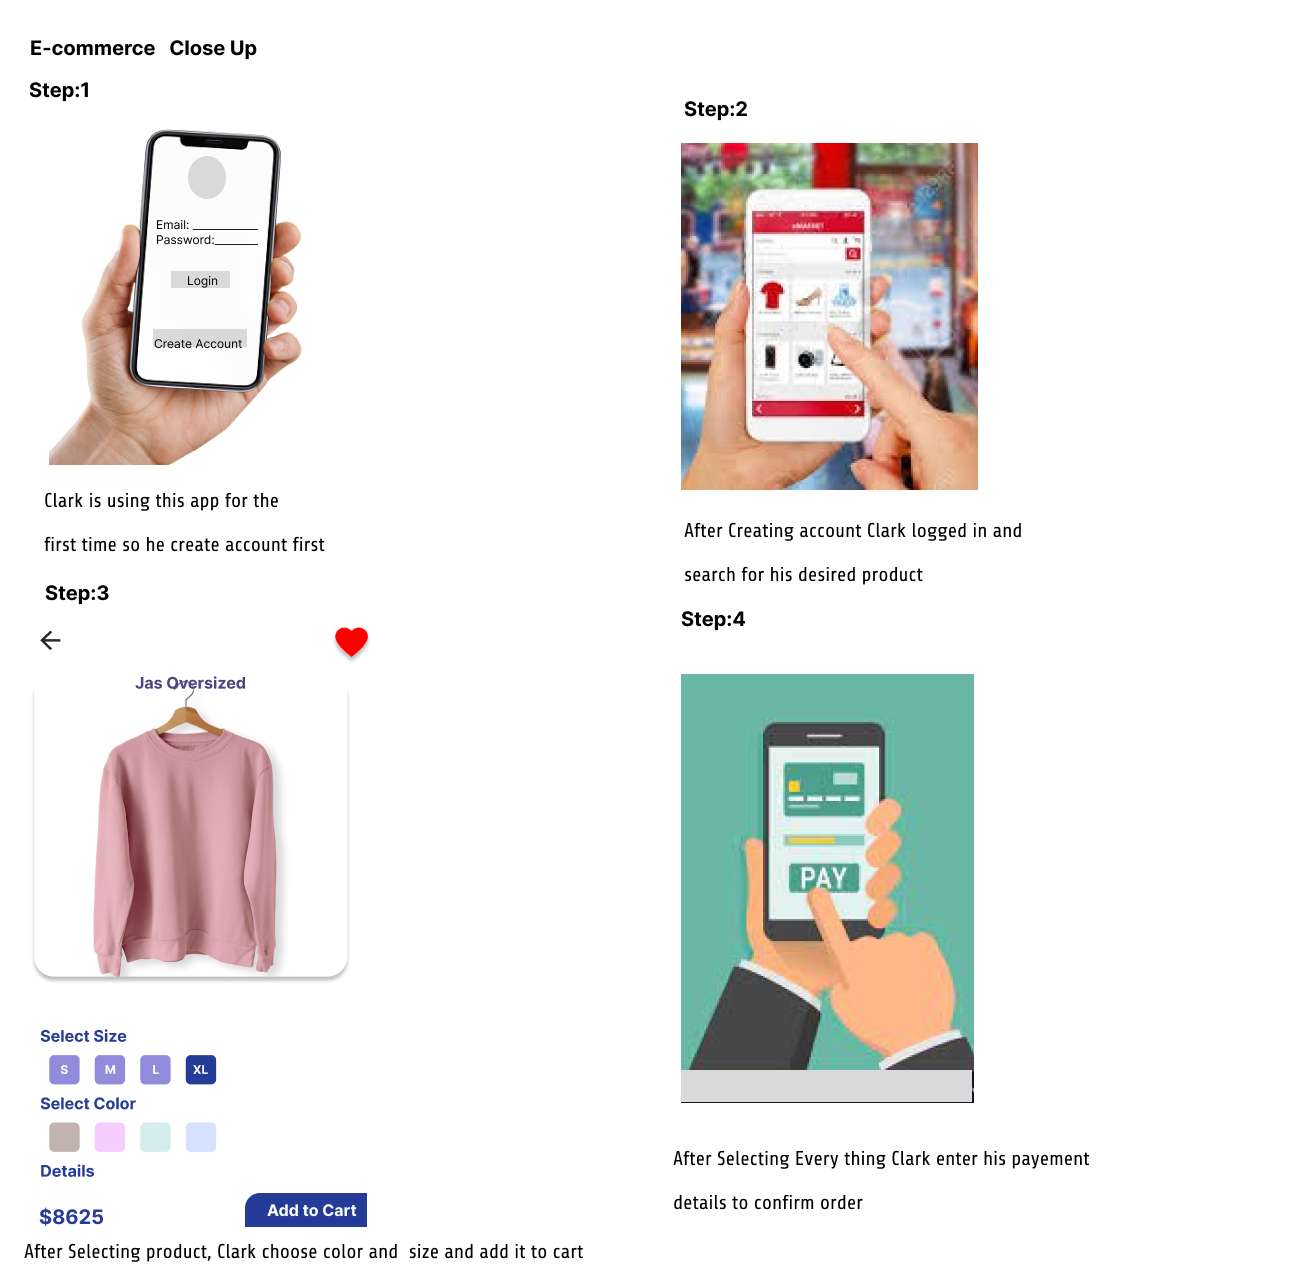 E-commerce Close Up
Step:1
Email:
Password:
Login
Create Account
Clark is using this app for the
first time so he create account first
Step:2
After Creating account Clark logged in and
search for his desired product
Step:3
Jas Oversized
Select Size
S M L XL
Select Color
Details
$8625
Add to Cart
After Selecting product, Clark choose color and size and add it to cart
Step:4
PAY
After Selecting Every thing Clark enter his payement
details to confirm order